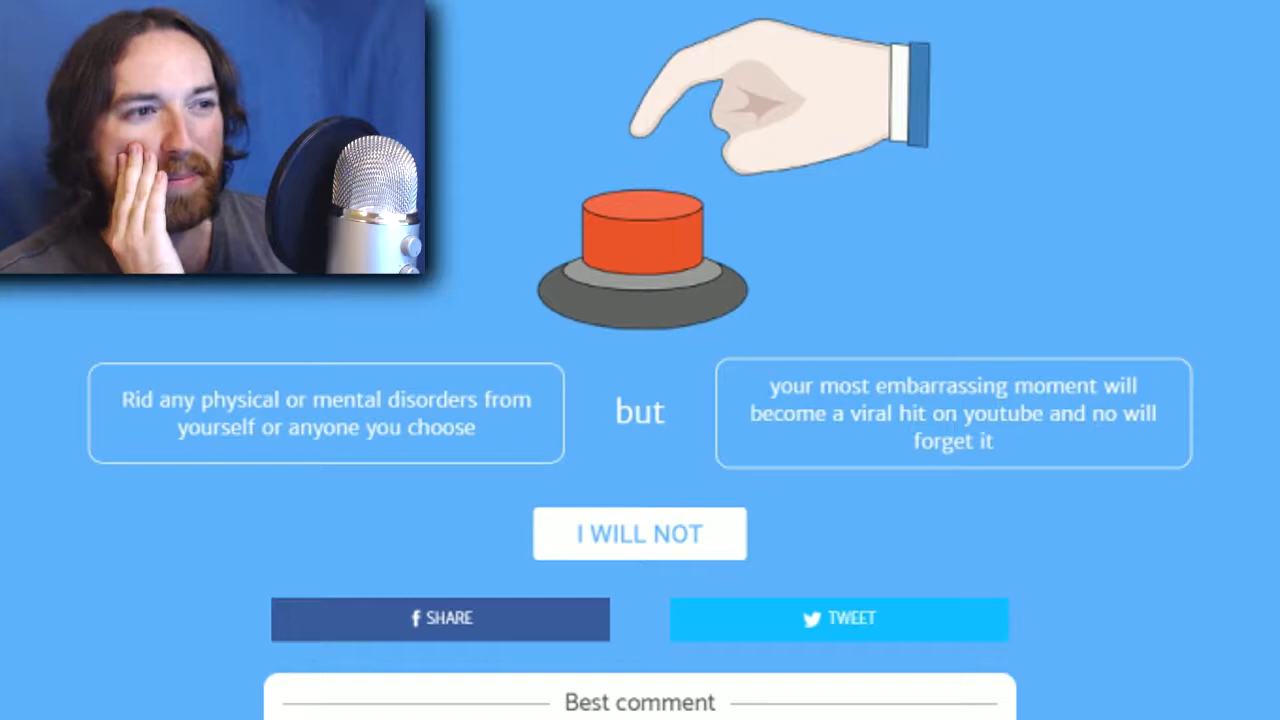 Rid any physical or mental disorders from
yourself or anyone you choose
but
your most embarrassing moment will
become a viral hit on youtube and no will
forget it
I WILL NOT
SHARE
TWEET
Best comment